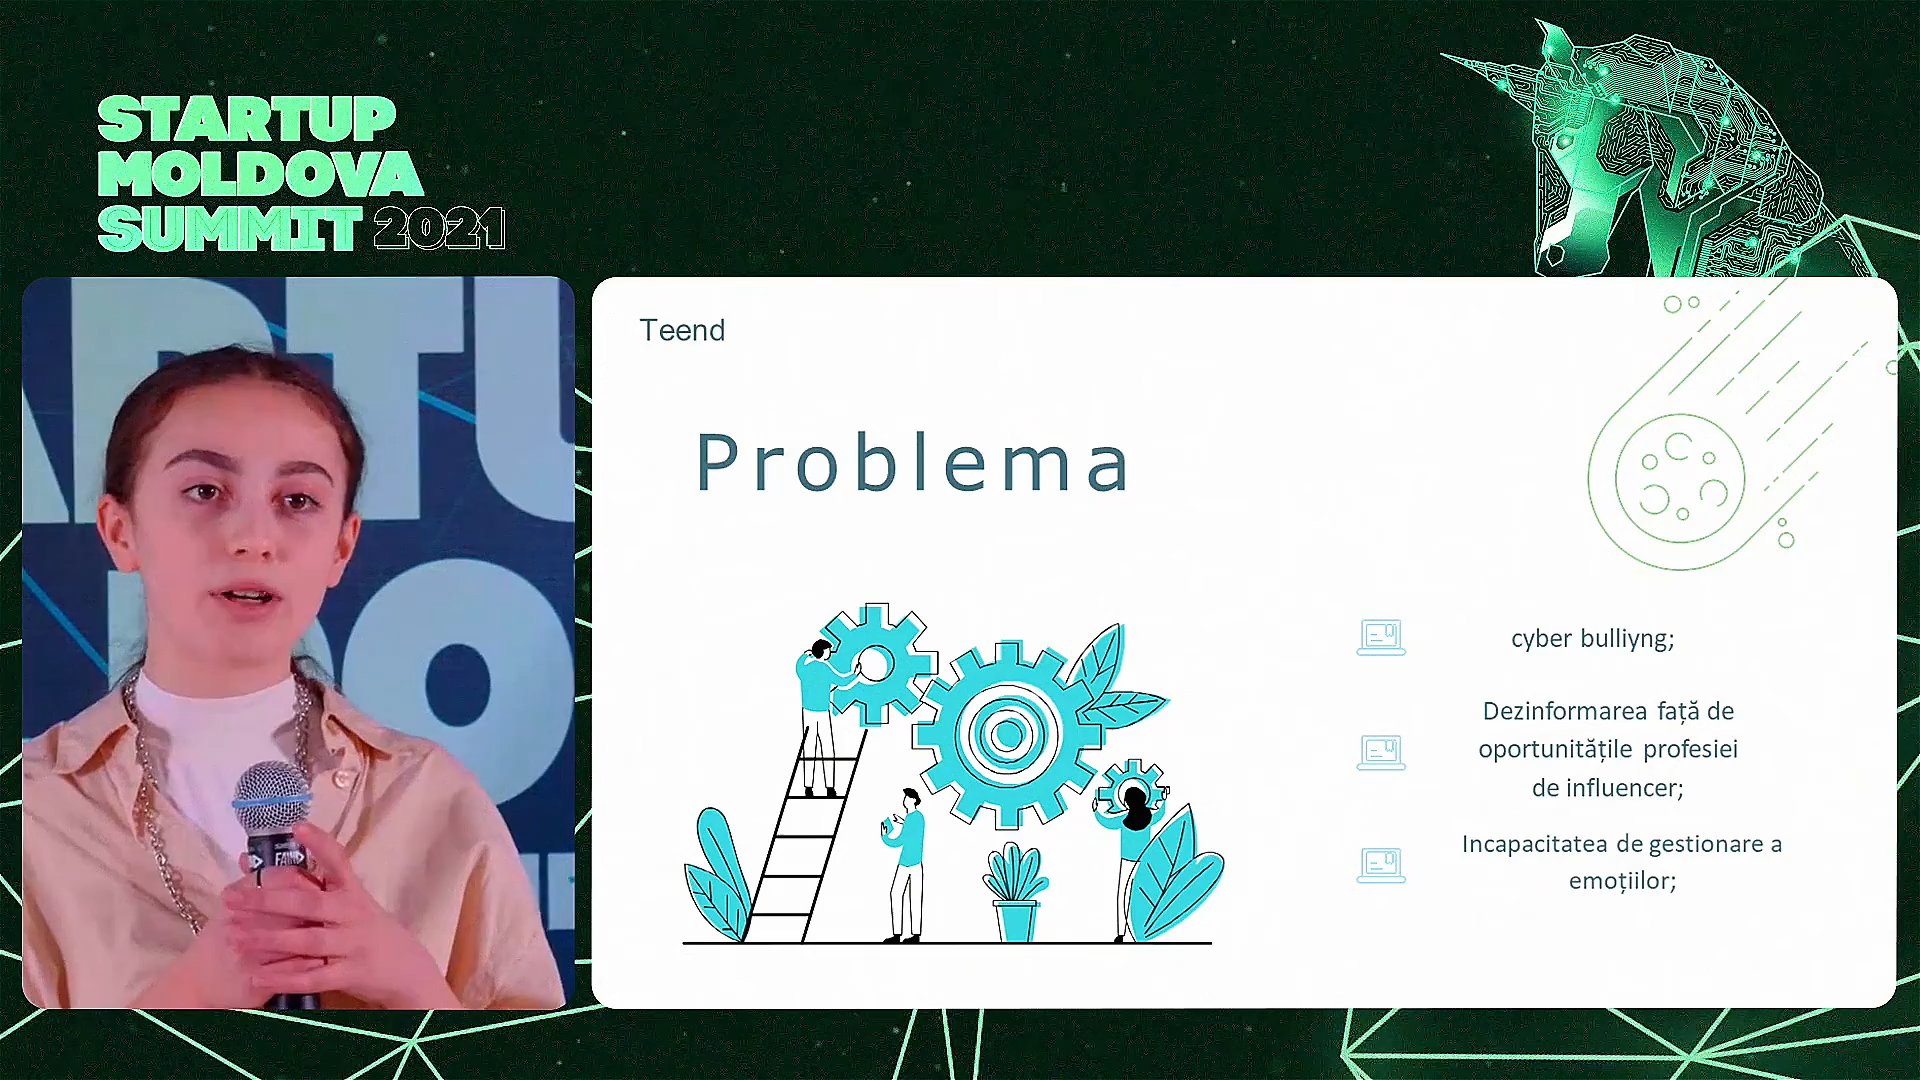 STARTUP
MOLDOVA
SUMMIT 2021
Teend
Problema
cyber bulliyng;
Dezinformarea față de
oportunitățile profesiei
de influencer;
Incapacitatea de gestionare a
emoțiilor;